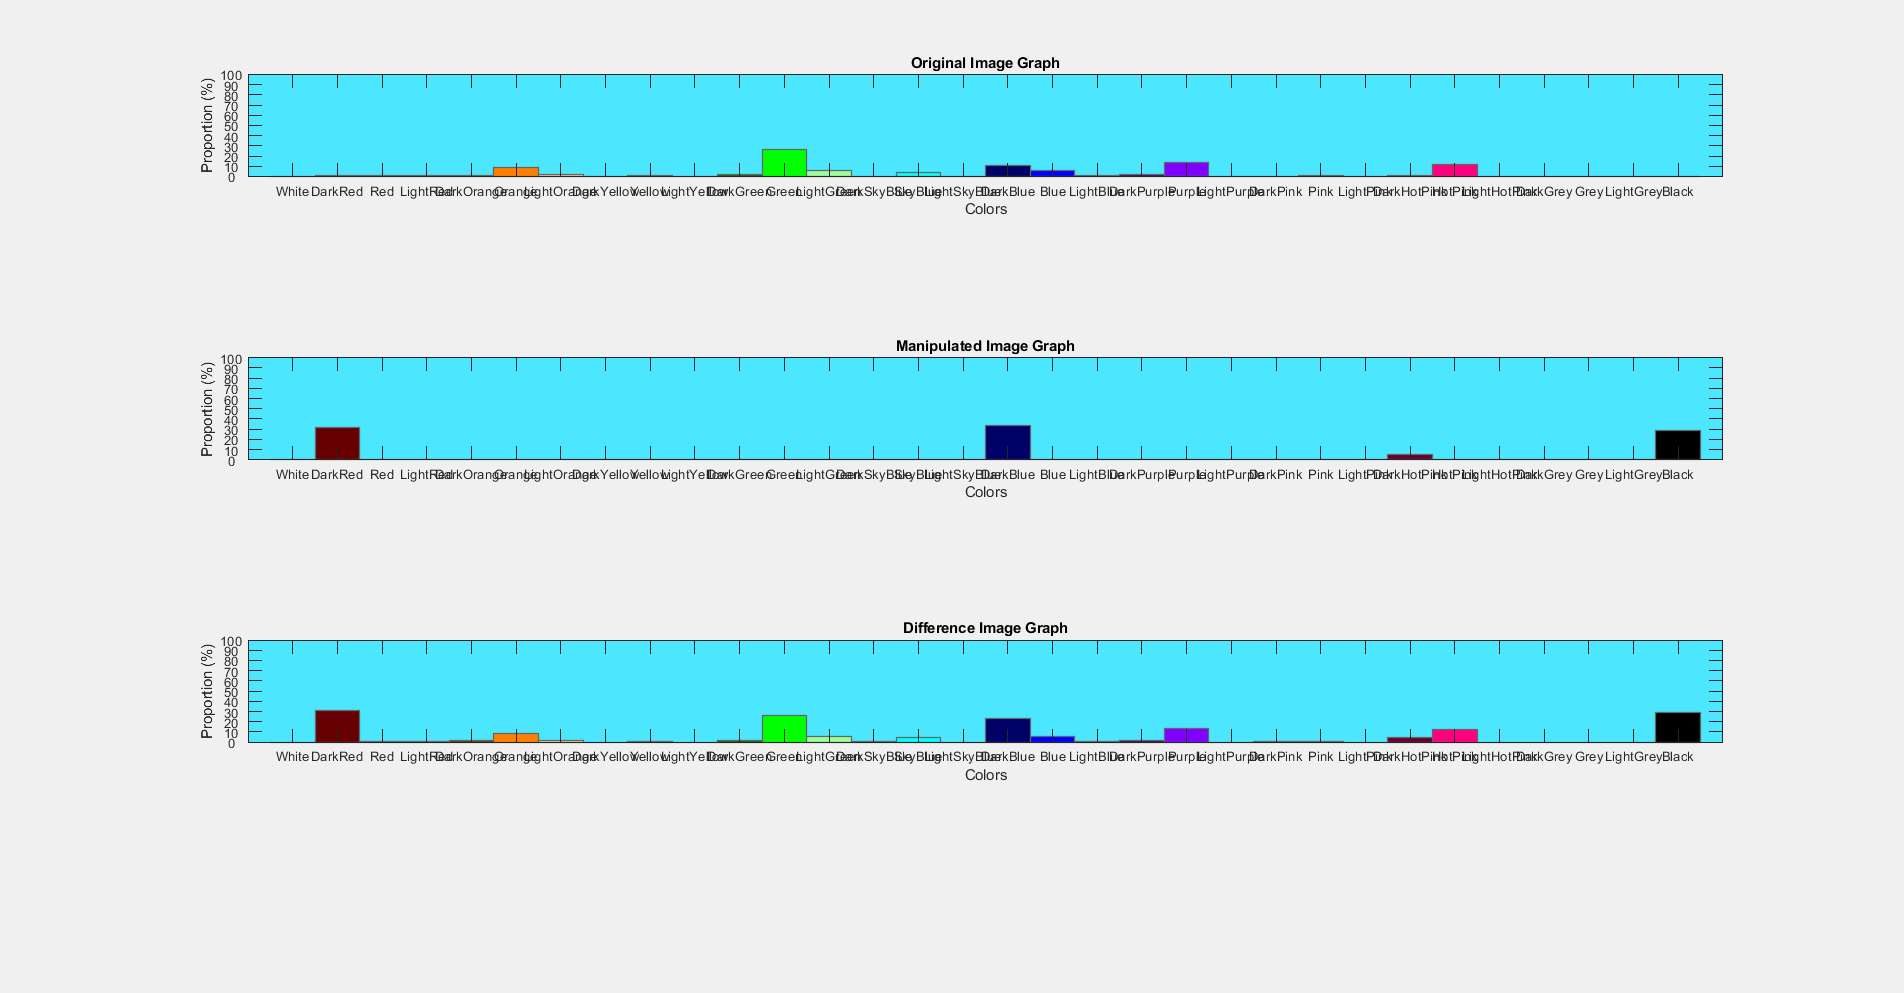 Original Image Graph
Proportion (%)
100
90
80
70
60
50
40
30
20
10
0
White DarkRed Red LightRed DarkOrange Orange LightOrange DarkYellow Yellow LightYellow DarkGreen Green LightGreen DarkSkyBlue SkyBlue LightSkyBlue DarkBlue Blue LightBlue DarkPurple Purple LightPurple DarkPink Pink LightPink DarkHotPink HotPink LightHotPink DarkGrey Grey LightGrey Black
Colors
Manipulated Image Graph
Proportion (%)
100
90
80
70
60
50
40
30
20
10
0
White DarkRed Red LightRed DarkOrange Orange LightOrange DarkYellow Yellow LightYellow DarkGreen Green LightGreen DarkSkyBlue SkyBlue LightSkyBlue DarkBlue Blue LightBlue DarkPurple Purple LightPurple DarkPink Pink LightPink DarkHotPink HotPink LightHotPink DarkGrey Grey LightGrey Black
Colors
Difference Image Graph
Proportion (%)
100
90
80
70
60
50
40
30
20
10
0
White DarkRed Red LightRed DarkOrange Orange LightOrange DarkYellow Yellow LightYellow DarkGreen Green LightGreen DarkSkyBlue SkyBlue LightSkyBlue DarkBlue Blue LightBlue DarkPurple Purple LightPurple DarkPink Pink LightPink DarkHotPink HotPink LightHotPink DarkGrey Grey LightGrey Black
Colors